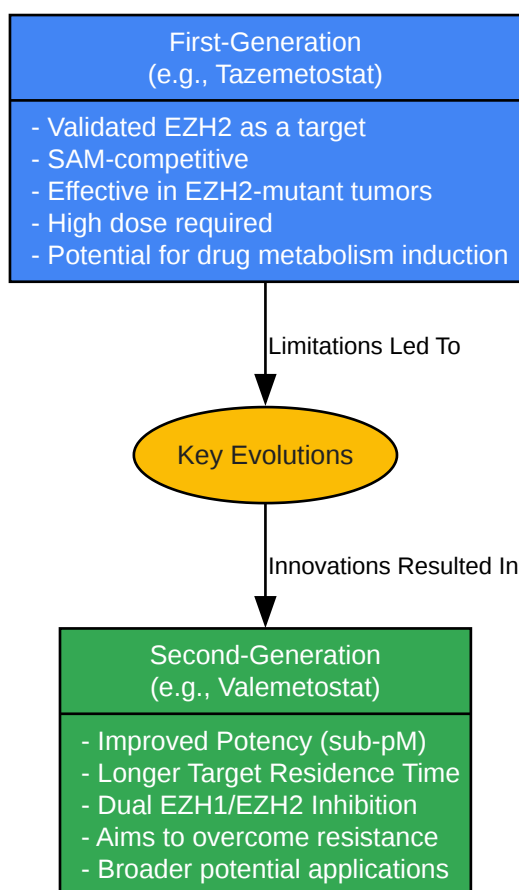 First-Generation
(e.g., Tazemetostat)
- Validated EZH2 as a target
- SAM-competitive
- Effective in EZH2-mutant tumors
- High dose required
- Potential for drug metabolism induction
Limitations Led To
Key Evolutions
Innovations Resulted In
Second-Generation
(e.g., Valemetostat)
- Improved Potency (sub-pM)
- Longer Target Residence Time
- Dual EZH1/EZH2 Inhibition
- Aims to overcome resistance
- Broader potential applications